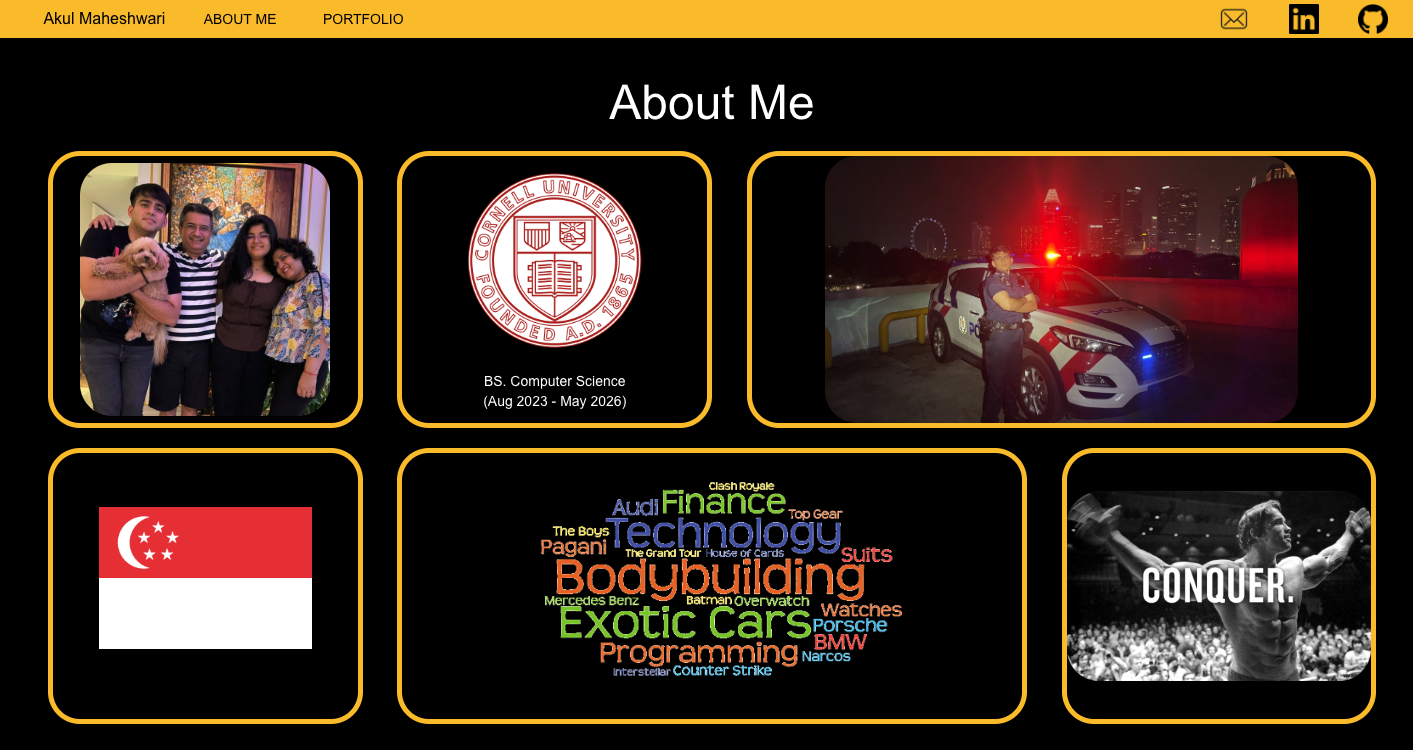 Akul Maheshwari
ABOUT ME
PORTFOLIO
About Me
CORNELL UNIVERSITY
FOUNDED A.D. 1865
BS. Computer Science
(Aug 2023 - May 2026)
Clash Royale
Audi
Finance
Top Gear
The Boys
Technology
Pagani
The Grand Tour
House of Cards
Suits
Bodybuilding
Mercedes Benz
Batman
Overwatch
Watches
Exotic Cars
Porsche
BMW
Programming
Narcos
Interstellar
Counter Strike
CONQUER.